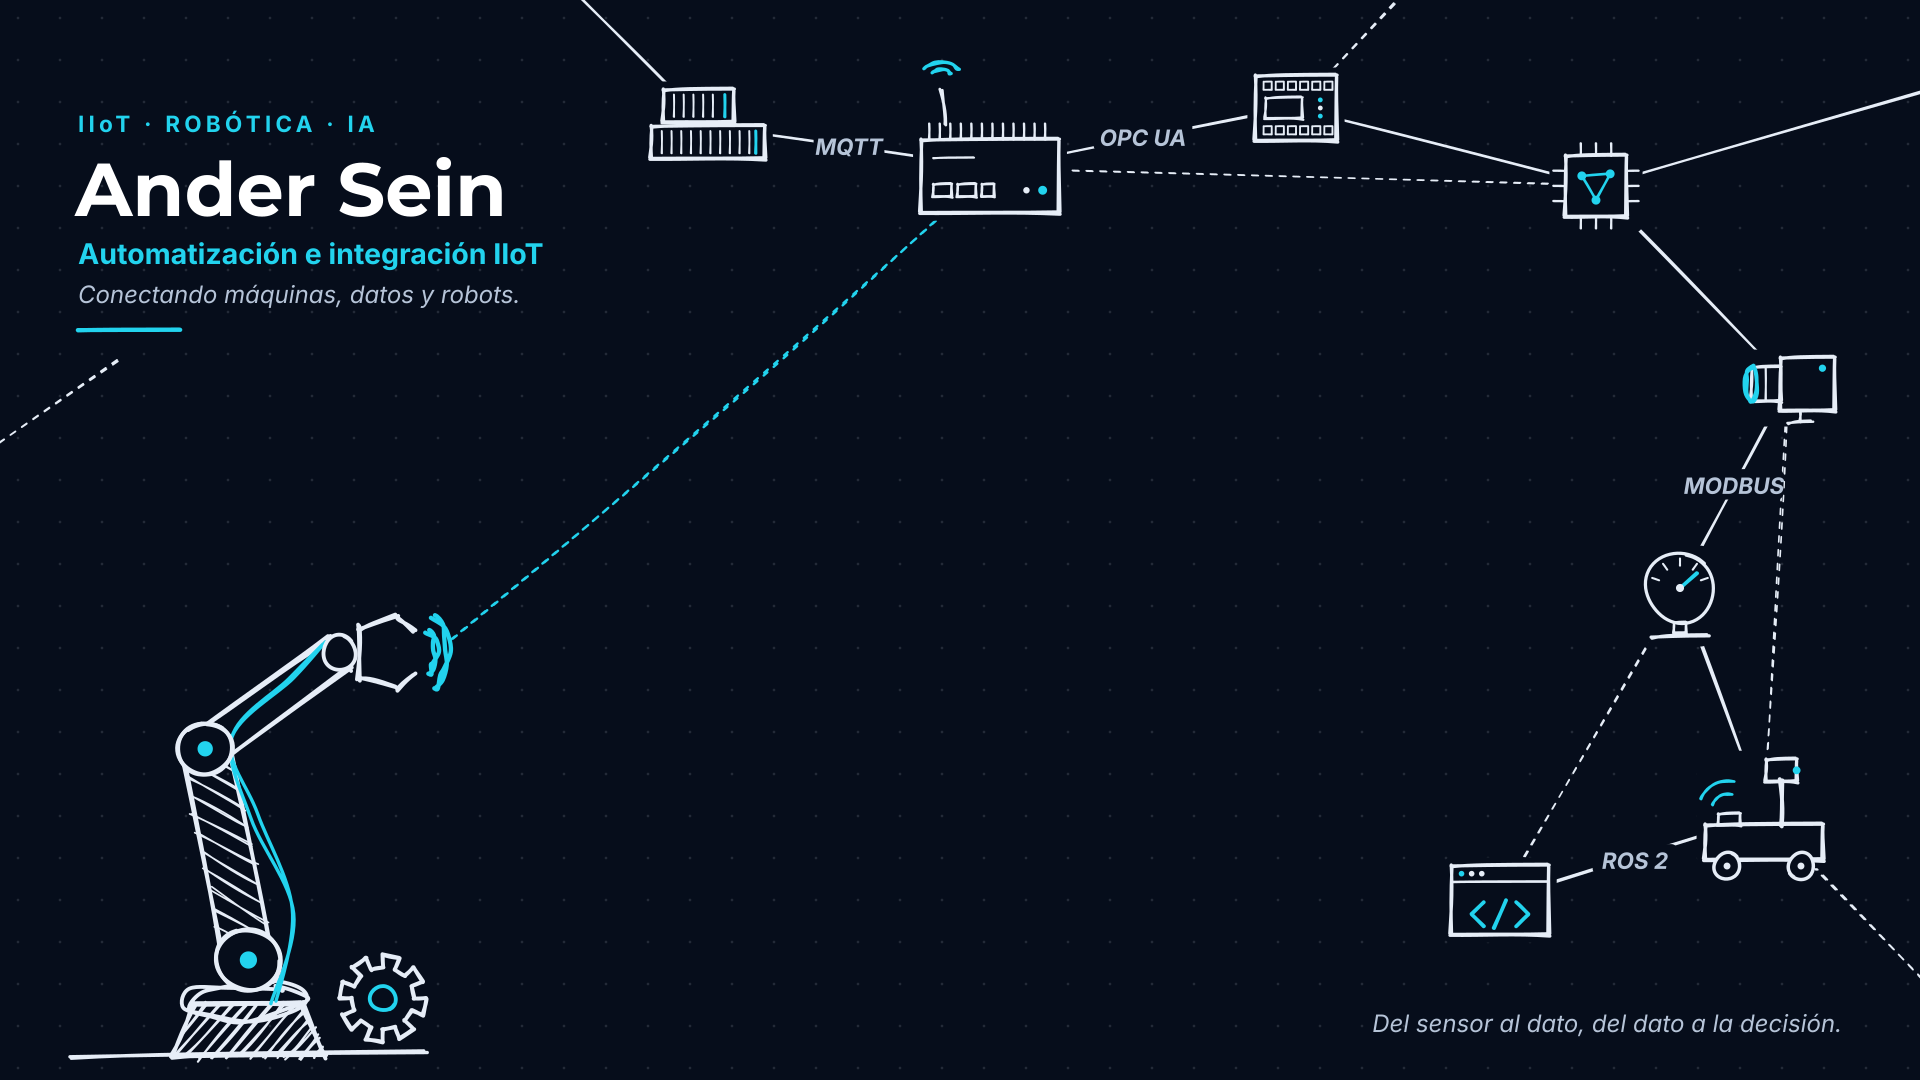 IIoT · ROBÓTICA · IA
Ander Sein
Automatización e integración IIoT
Conectando máquinas, datos y robots.
MQTT
OPC UA
MODBUS
ROS 2
</>
Del sensor al dato, del dato a la decisión.